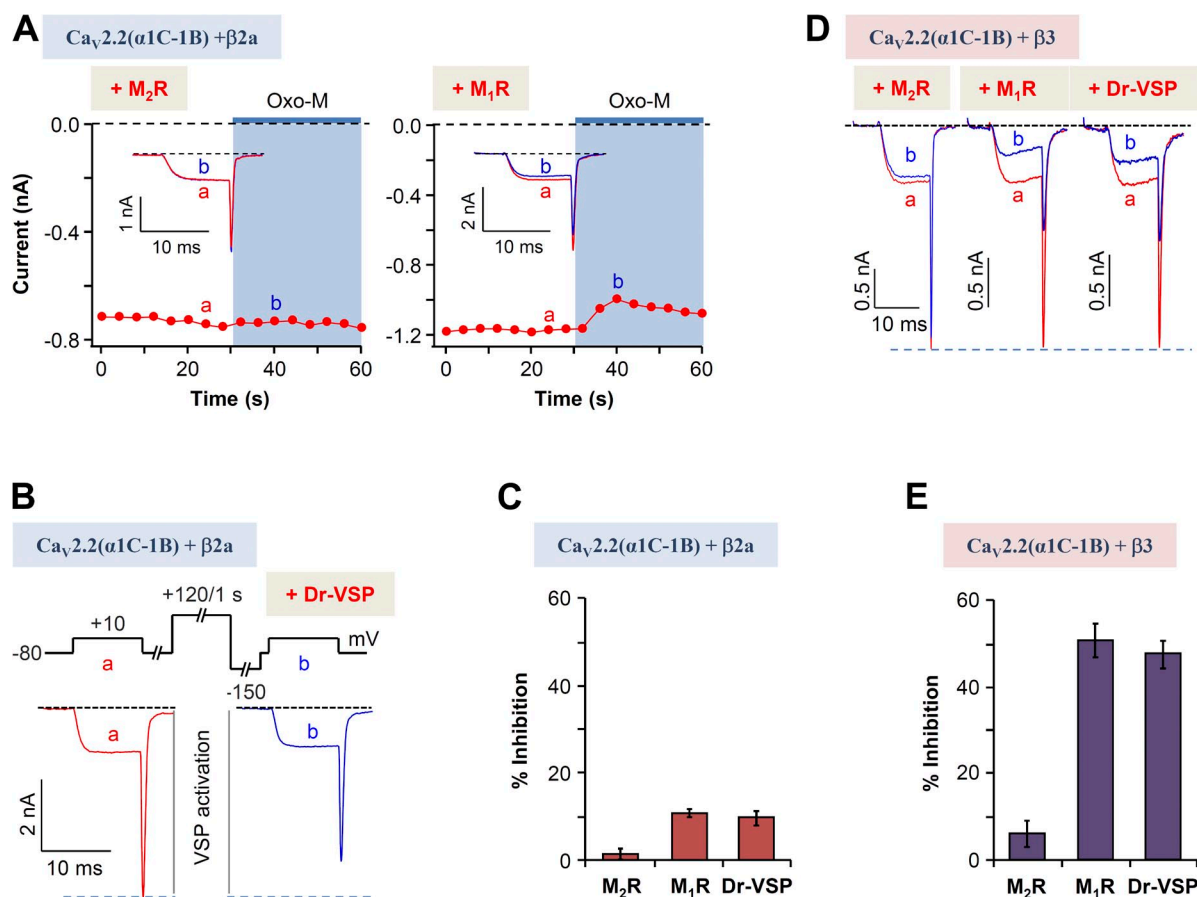 A
CaV2.2(α1C-1B) +β2a
+ M2R
Oxo-M
0.0
-0.2
-0.4
-0.6
-0.8
Current (nA)
b
a
1 nA
10 ms
a
b
0
20
40
60
Time (s)
+ M1R
Oxo-M
0.0
-0.4
-0.8
-1.2
b
a
2 nA
10 ms
a
b
0
20
40
60
Time (s)
D
CaV2.2(α1C-1B) + β3
+ M2R
+ M1R
+ Dr-VSP
b
a
b
a
b
a
0.5 nA
10 ms
0.5 nA
0.5 nA
B
CaV2.2(α1C-1B) + β2a
+ Dr-VSP
+120/1 s
+10
-80
mV
a
b
-150
a
b
VSP activation
2 nA
10 ms
C
CaV2.2(α1C-1B) + β2a
60
40
20
0
% Inhibition
M2R
M1R
Dr-VSP
E
CaV2.2(α1C-1B) + β3
60
40
20
0
% Inhibition
M2R
M1R
Dr-VSP